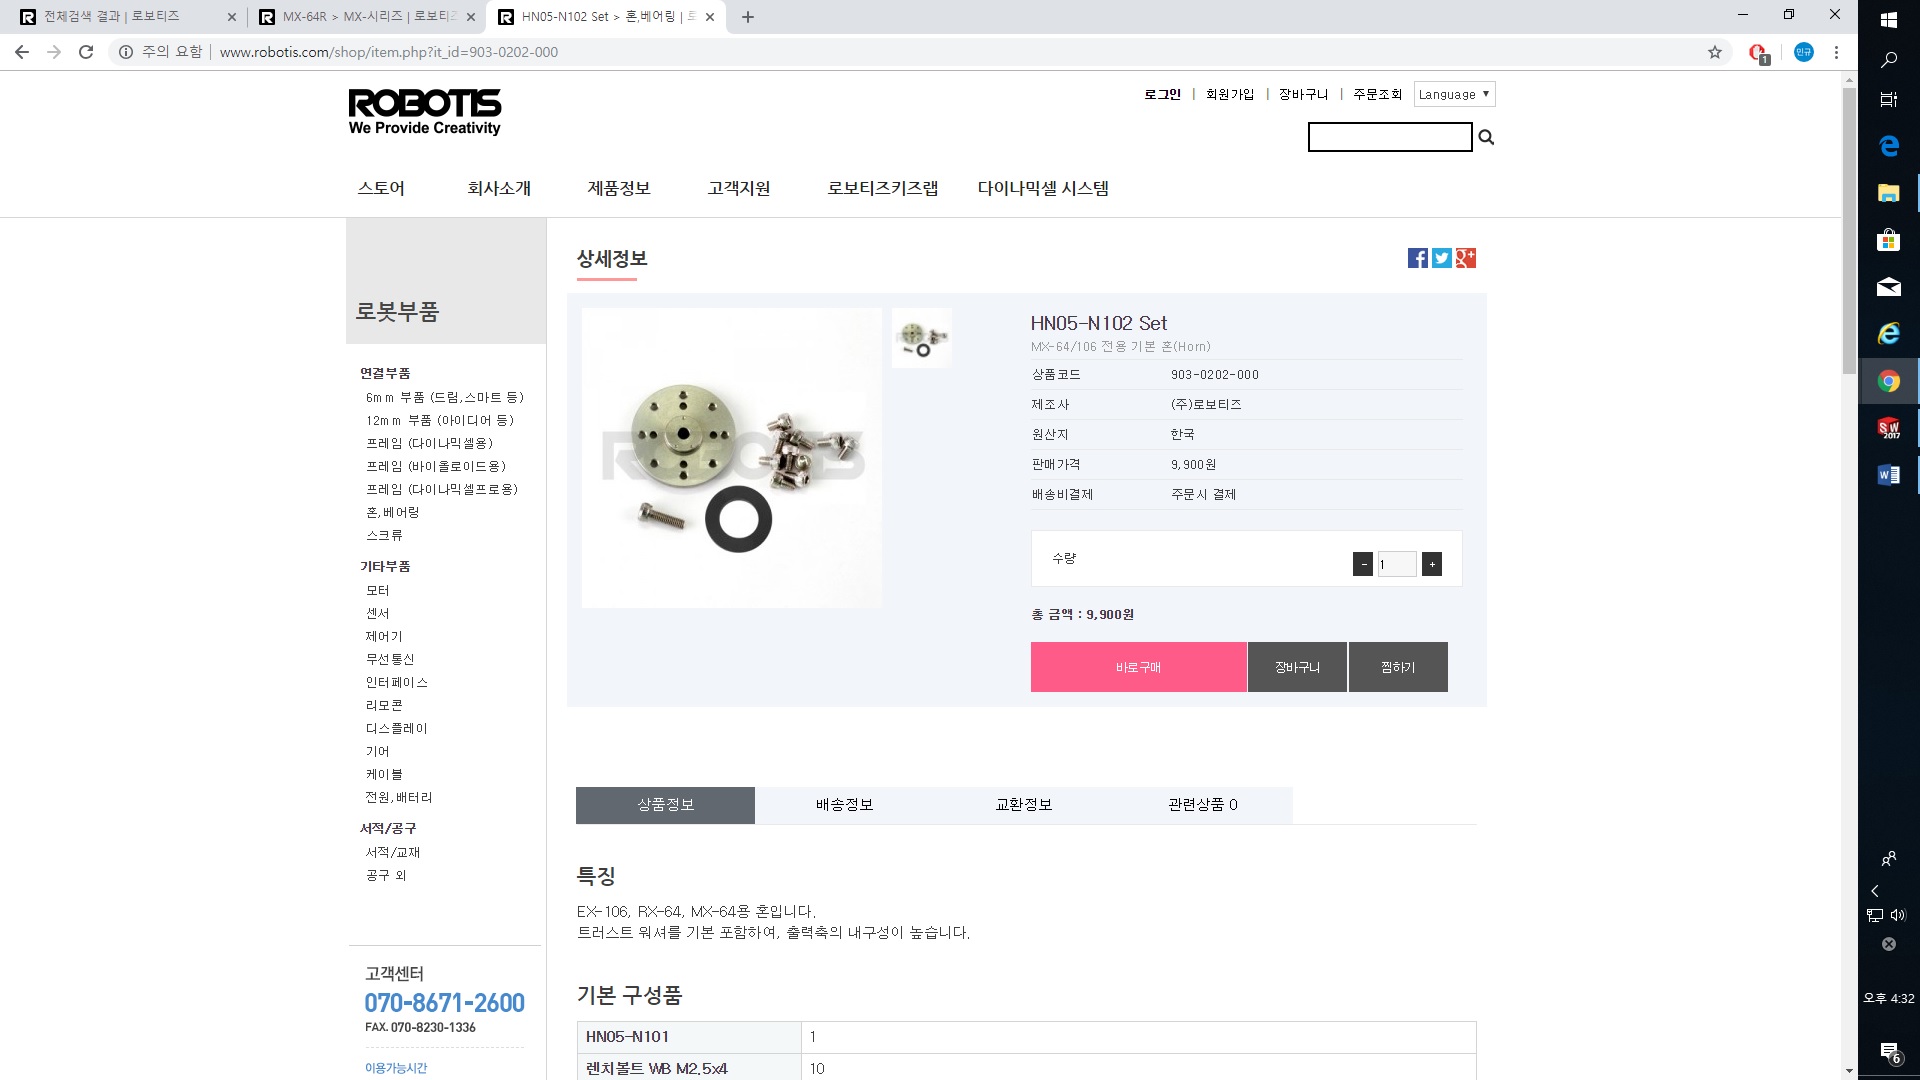 전체검색 결과 | 로보티즈
MX-64R > MX-시리즈 | 로보티즈
HN05-N102 Set > 혼,베어링 | 로
주의 요함
www.robotis.com/shop/item.php?it_id=903-0202-000
1
민규
ROBOTIS
We Provide Creativity
로그인 | 회원가입 | 장바구니 | 주문조회
Language
스토어
회사소개
제품정보
고객지원
로보티즈키즈랩
다이나믹셀 시스템
로봇부품
연결부품
6mm 부품 (드림,스마트 등)
12mm 부품 (아이디어 등)
프레임 (다이나믹셀용)
프레임 (바이올로이드용)
프레임 (다이나믹셀프로용)
혼,베어링
스크류
기타부품
모터
센서
제어기
무선통신
인터페이스
리모콘
디스플레이
기어
케이블
전원,배터리
서적/공구
서적/교재
공구 외
고객센터
070-8671-2600
FAX. 070-8230-1336
이용가능시간
상세정보
ROBOTIS
HN05-N102 Set
MX-64/106 전용 기본 혼(Horn)
상품코드 903-0202-000
제조사 (주)로보티즈
원산지 한국
판매가격 9,900원
배송비결제 주문시 결제
수량
- 1 +
총 금액 : 9,900원
바로구매
장바구니
찜하기
상품정보
배송정보
교환정보
관련상품 0
특징
EX-106, RX-64, MX-64용 혼입니다.
트러스트 워셔를 기본 포함하여, 출력축의 내구성이 높습니다.
기본 구성품
HN05-N101 1
렌치볼트 WB M2.5x4 10
SW
2017
오후 4:32
6